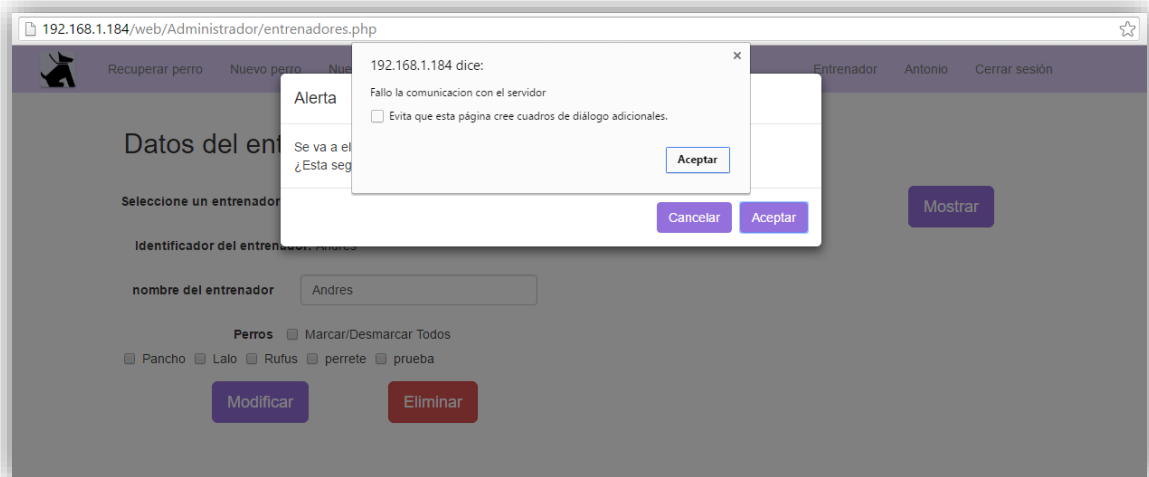 192.168.1.184/web/Administrador/entrenadores.php
Recuperar perro Nuevo perro Nue Entrenador Antonio Cerrar sesión
192.168.1.184 dice:
Fallo la comunicacion con el servidor
Evita que esta página cree cuadros de diálogo adicionales.
Aceptar
Alerta
Se va a el
¿Esta seg
Cancelar Aceptar
Datos del ent
Seleccione un entrenador
Mostrar
Identificador del entrenador: Andres
nombre del entrenador Andres
Perros Marcar/Desmarcar Todos
Pancho Lalo Rufus perrete prueba
Modificar Eliminar